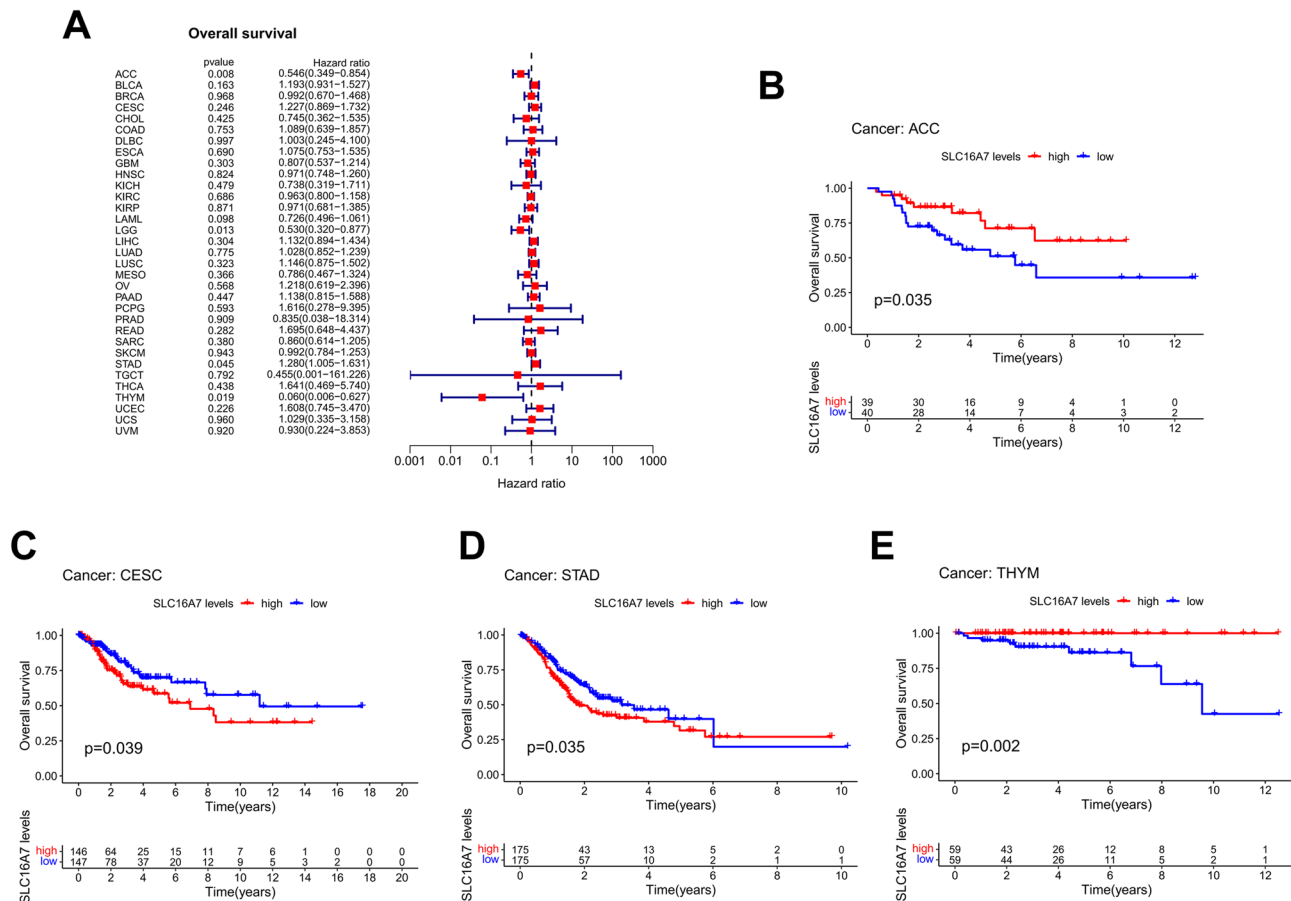 A
Overall survival
pvalue Hazard ratio
ACC 0.008 0.546(0.349−0.854)
BLCA 0.163 1.193(0.931−1.527)
BRCA 0.968 0.992(0.670−1.468)
CESC 0.246 1.227(0.869−1.732)
CHOL 0.425 0.745(0.362−1.535)
COAD 0.753 1.089(0.639−1.857)
DLBC 0.997 1.003(0.245−4.100)
ESCA 0.690 1.075(0.753−1.535)
GBM 0.303 0.807(0.537−1.214)
HNSC 0.824 0.971(0.748−1.260)
KICH 0.479 0.738(0.319−1.711)
KIRC 0.686 0.963(0.800−1.158)
KIRP 0.871 0.971(0.681−1.385)
LAML 0.098 0.726(0.496−1.061)
LGG 0.013 0.530(0.320−0.877)
LIHC 0.304 1.132(0.894−1.434)
LUAD 0.775 1.028(0.852−1.239)
LUSC 0.323 1.146(0.875−1.502)
MESO 0.366 0.786(0.467−1.324)
OV 0.568 1.218(0.619−2.396)
PAAD 0.447 1.138(0.815−1.588)
PCPG 0.593 1.616(0.278−9.395)
PRAD 0.909 0.835(0.038−18.314)
READ 0.282 1.695(0.648−4.437)
SARC 0.380 0.860(0.614−1.205)
SKCM 0.943 0.992(0.784−1.253)
STAD 0.045 1.280(1.005−1.631)
TGCT 0.792 0.455(0.001−161.226)
THCA 0.438 1.641(0.469−5.740)
THYM 0.019 0.060(0.006−0.627)
UCEC 0.226 1.608(0.745−3.470)
UCS 0.960 1.029(0.335−3.158)
UVM 0.920 0.930(0.224−3.853)
0.001 0.01 0.1 1 10 100 1000
Hazard ratio
B
Cancer: ACC
SLC16A7 levels high low
Overall survival
1.00
0.75
0.50
0.25
0.00
p=0.035
0 2 4 6 8 10 12
Time(years)
SLC16A7 levels
high 39 30 16 9 4 1 0
low 40 28 14 7 4 3 2
0 2 4 6 8 10 12
Time(years)
C
Cancer: CESC
SLC16A7 levels high low
Overall survival
1.00
0.75
0.50
0.25
0.00
p=0.039
0 2 4 6 8 10 12 14 16 18 20
Time(years)
SLC16A7 levels
high 146 64 25 15 11 7 6 1 0 0 0
low 147 78 37 20 12 9 5 3 2 0 0
0 2 4 6 8 10 12 14 16 18 20
Time(years)
D
Cancer: STAD
SLC16A7 levels high low
Overall survival
1.00
0.75
0.50
0.25
0.00
p=0.035
0 2 4 6 8 10
Time(years)
SLC16A7 levels
high 175 43 13 5 2 0
low 175 57 10 2 1 1
0 2 4 6 8 10
Time(years)
E
Cancer: THYM
SLC16A7 levels high low
Overall survival
1.00
0.75
0.50
0.25
0.00
p=0.002
0 2 4 6 8 10 12
Time(years)
SLC16A7 levels
high 59 43 26 12 8 5 1
low 59 44 26 11 5 2 1
0 2 4 6 8 10 12
Time(years)